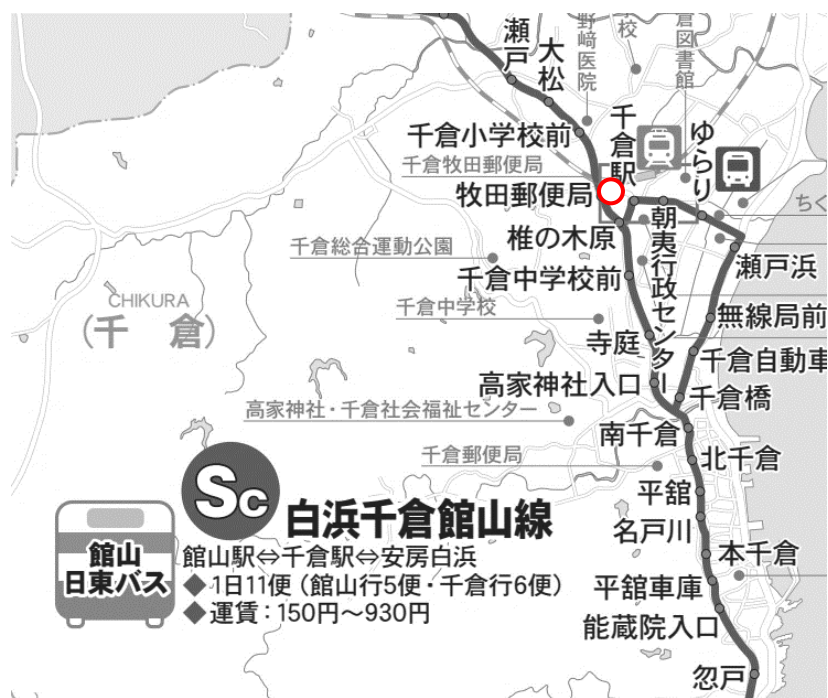 瀬戸
大松
野﨑医院
校
倉図書館
千倉小学校前
千倉駅
ゆらり
千倉牧田郵便局
牧田郵便局
ちく
椎の木原
朝夷行政センター
千倉総合運動公園
瀬戸浜
千倉中学校前
CHIKURA
(千 倉)
千倉中学校
無線局前
寺庭
千倉自動車
高家神社入口
千倉橋
高家神社・千倉社会福祉センター
南千倉
千倉郵便局
北千倉
Sc
白浜千倉館山線
平舘
名戸川
館山
日東バス
館山駅⇔千倉駅⇔安房白浜
◆1日11便(館山行5便・千倉行6便)
◆運賃:150円～930円
本千倉
平舘車庫
能蔵院入口
忽戸